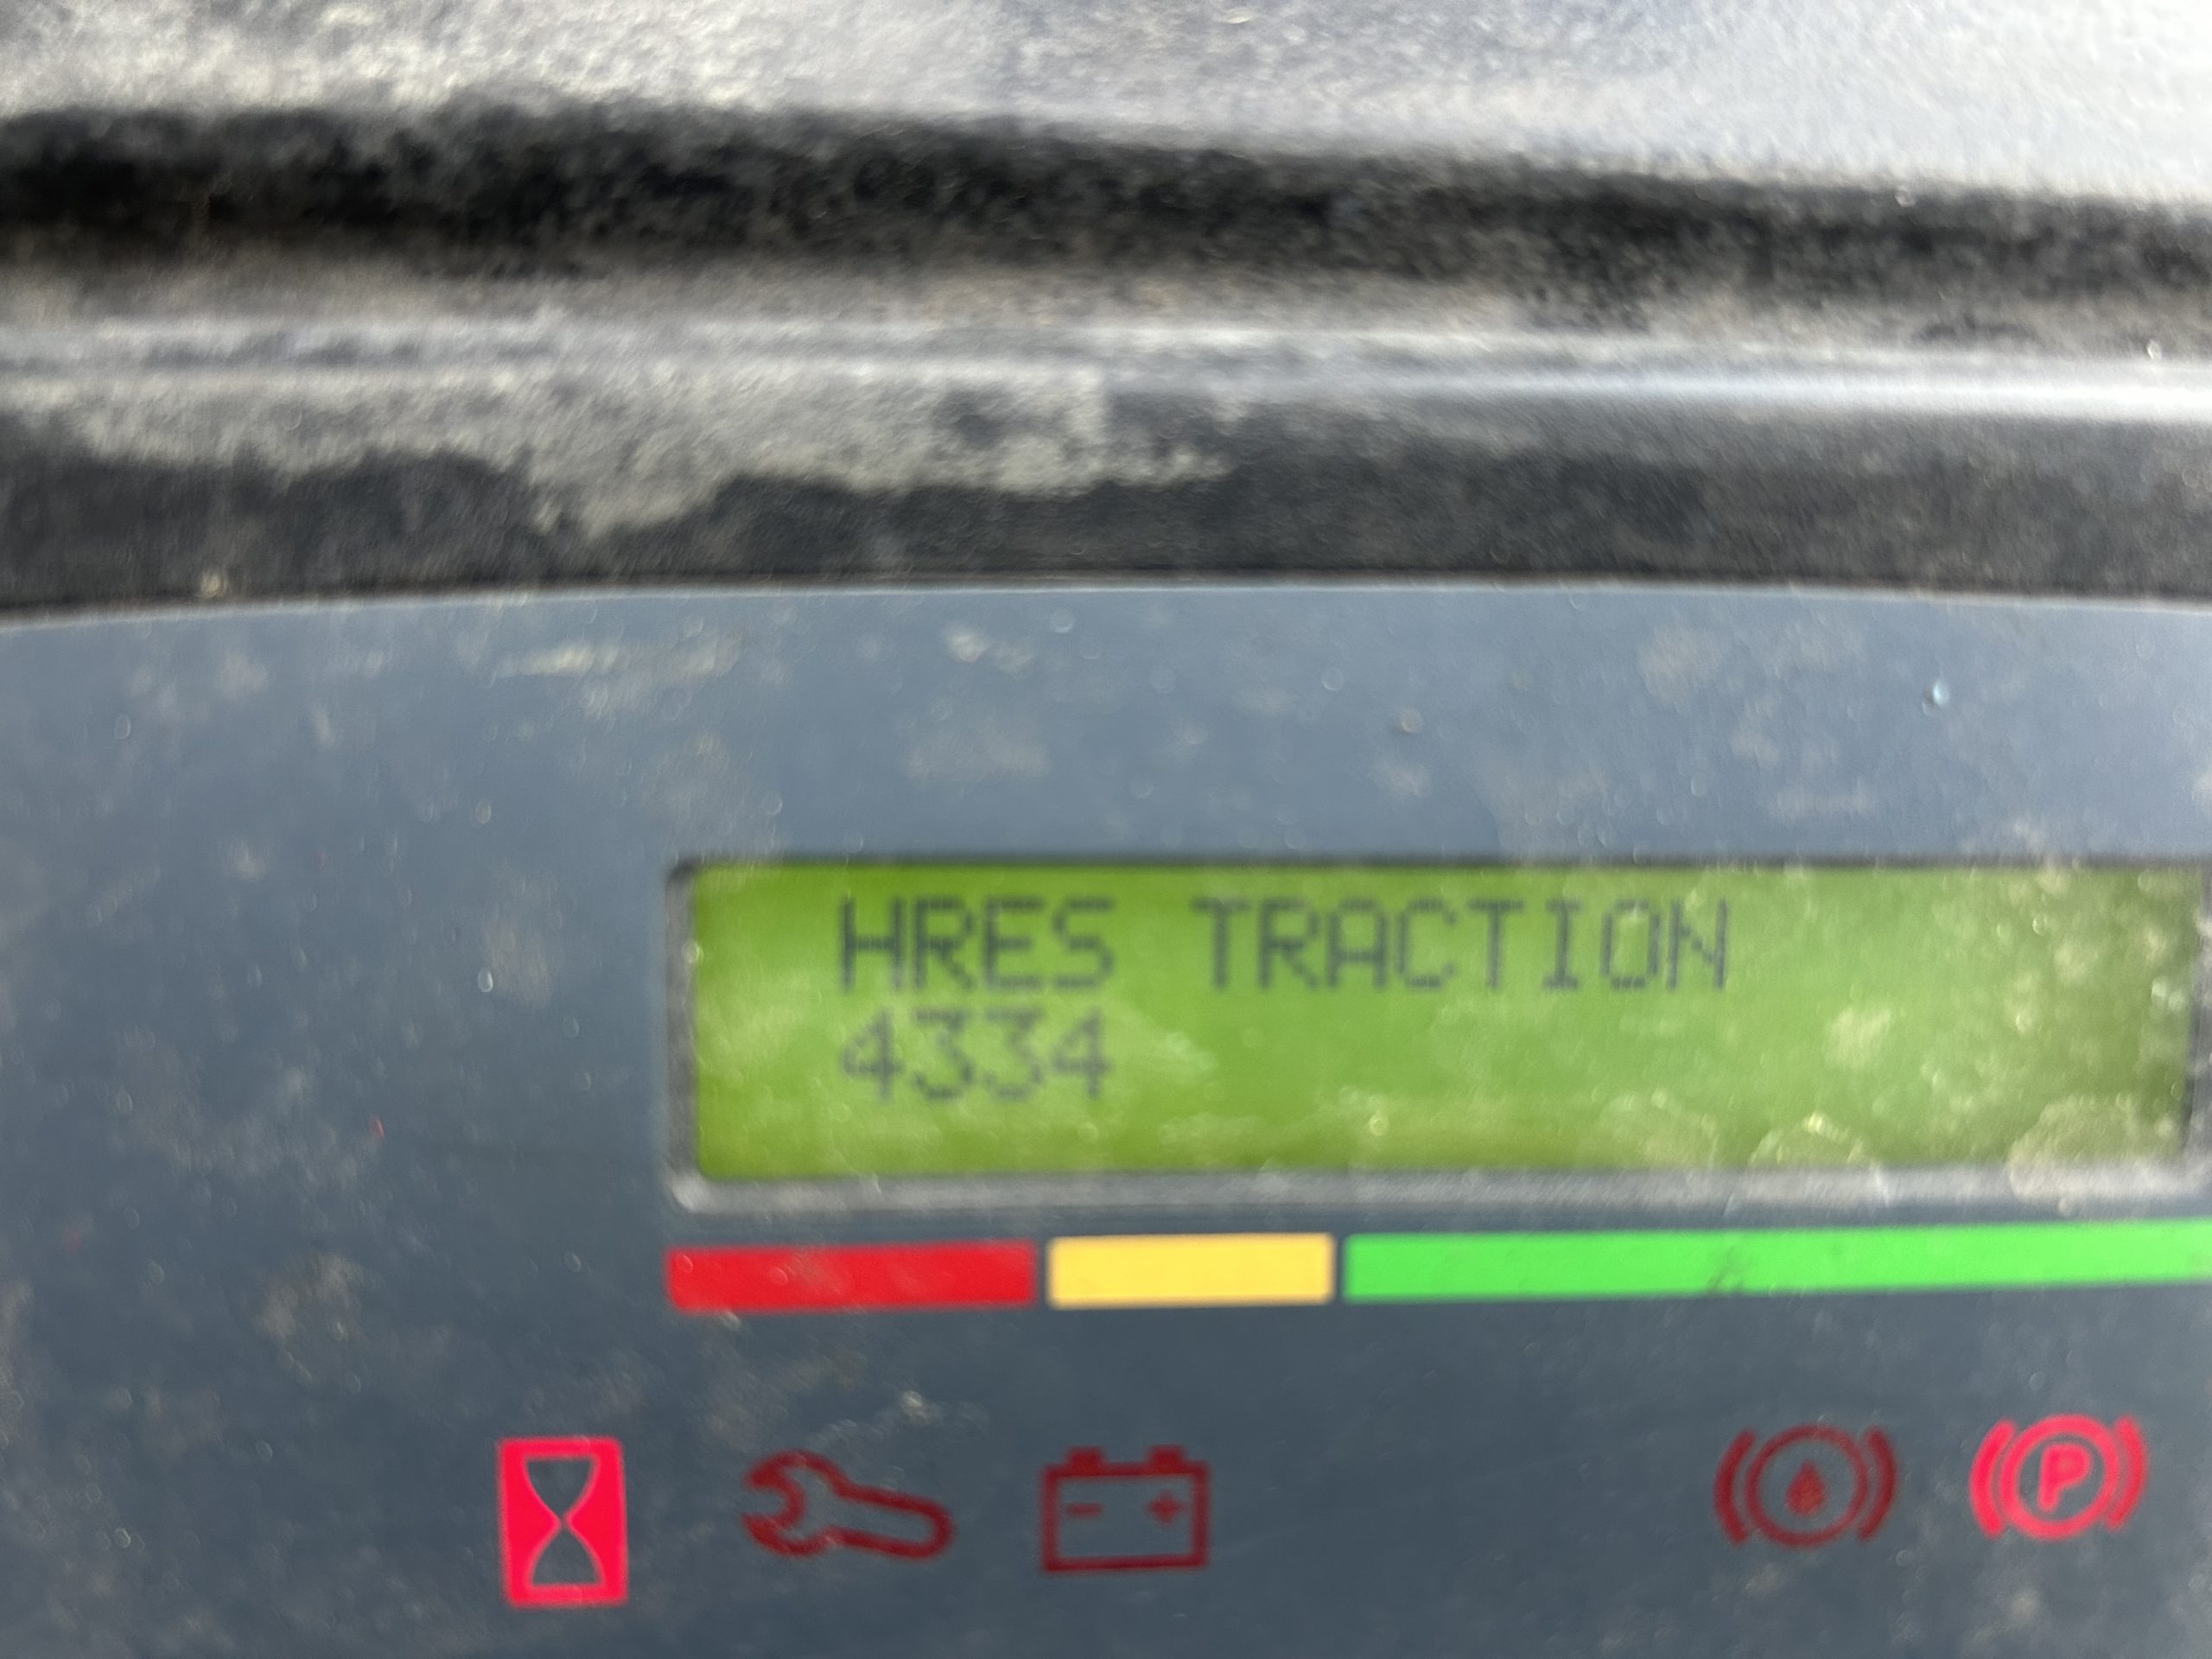 HRES TRACTION
4334
P